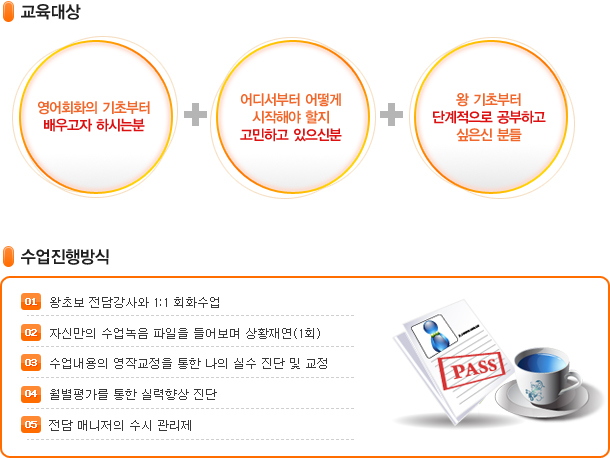 교육대상
영어회화의 기초부터
배우고자 하시는분
어디서부터 어떻게
시작해야 할지
고민하고 있으신분
왕 기초부터
단계적으로 공부하고
싶은신 분들
수업진행방식
01 왕초보 전담강사와 1:1 회화수업
02 자신만의 수업녹음 파일을 들어보며 상황재연(1회)
03 수업내용의 영작교정을 통한 나의 실수 진단 및 교정
04 월별평가를 통한 실력향상 진단
05 전담 매니저의 수시 관리제
PASS